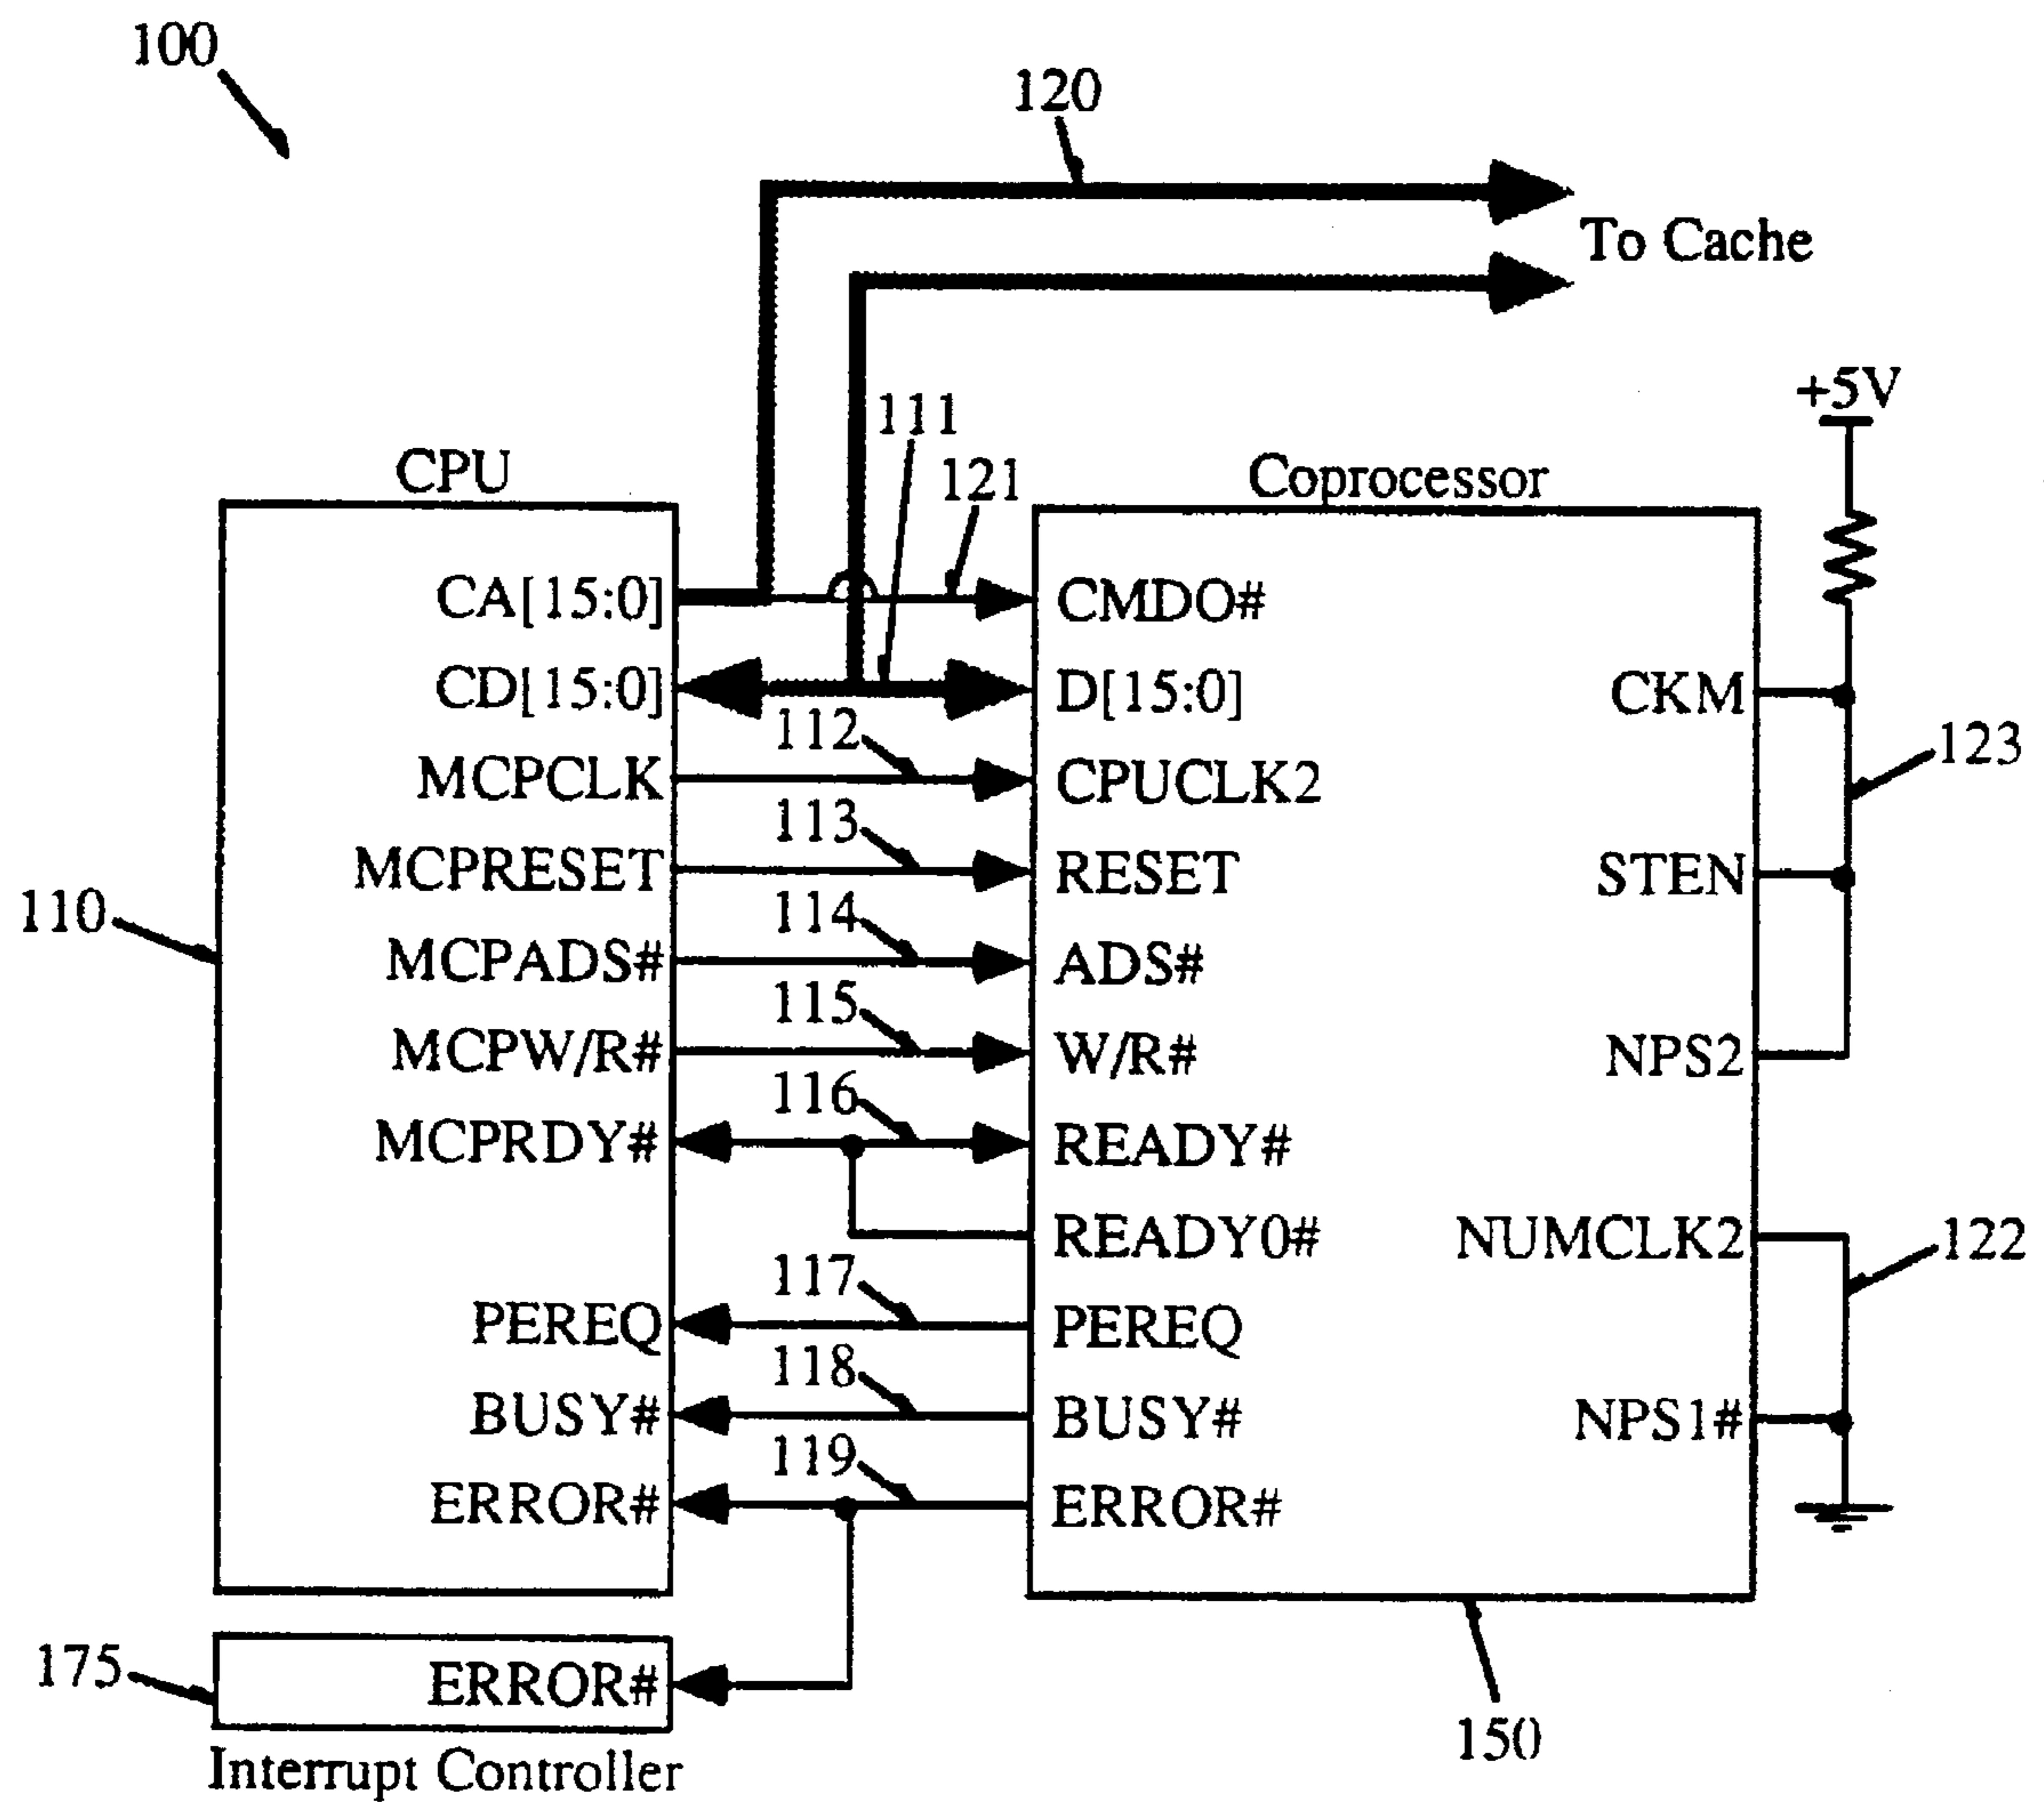 100
120
To Cache
+5V
111
121
CPU
Coprocessor
CA[15:0]
CMDO#
CD[15:0]
D[15:0]
CKM
112
123
MCPCLK
CPUCLK2
113
MCPRESET
RESET
STEN
110
114
MCPADS#
ADS#
115
MCPW/R#
W/R#
NPS2
116
MCPRDY#
READY#
READY0#
NUMCLK2
122
117
PEREQ
PEREQ
118
BUSY#
BUSY#
NPS1#
119
ERROR#
ERROR#
175
ERROR#
150
Interrupt Controller